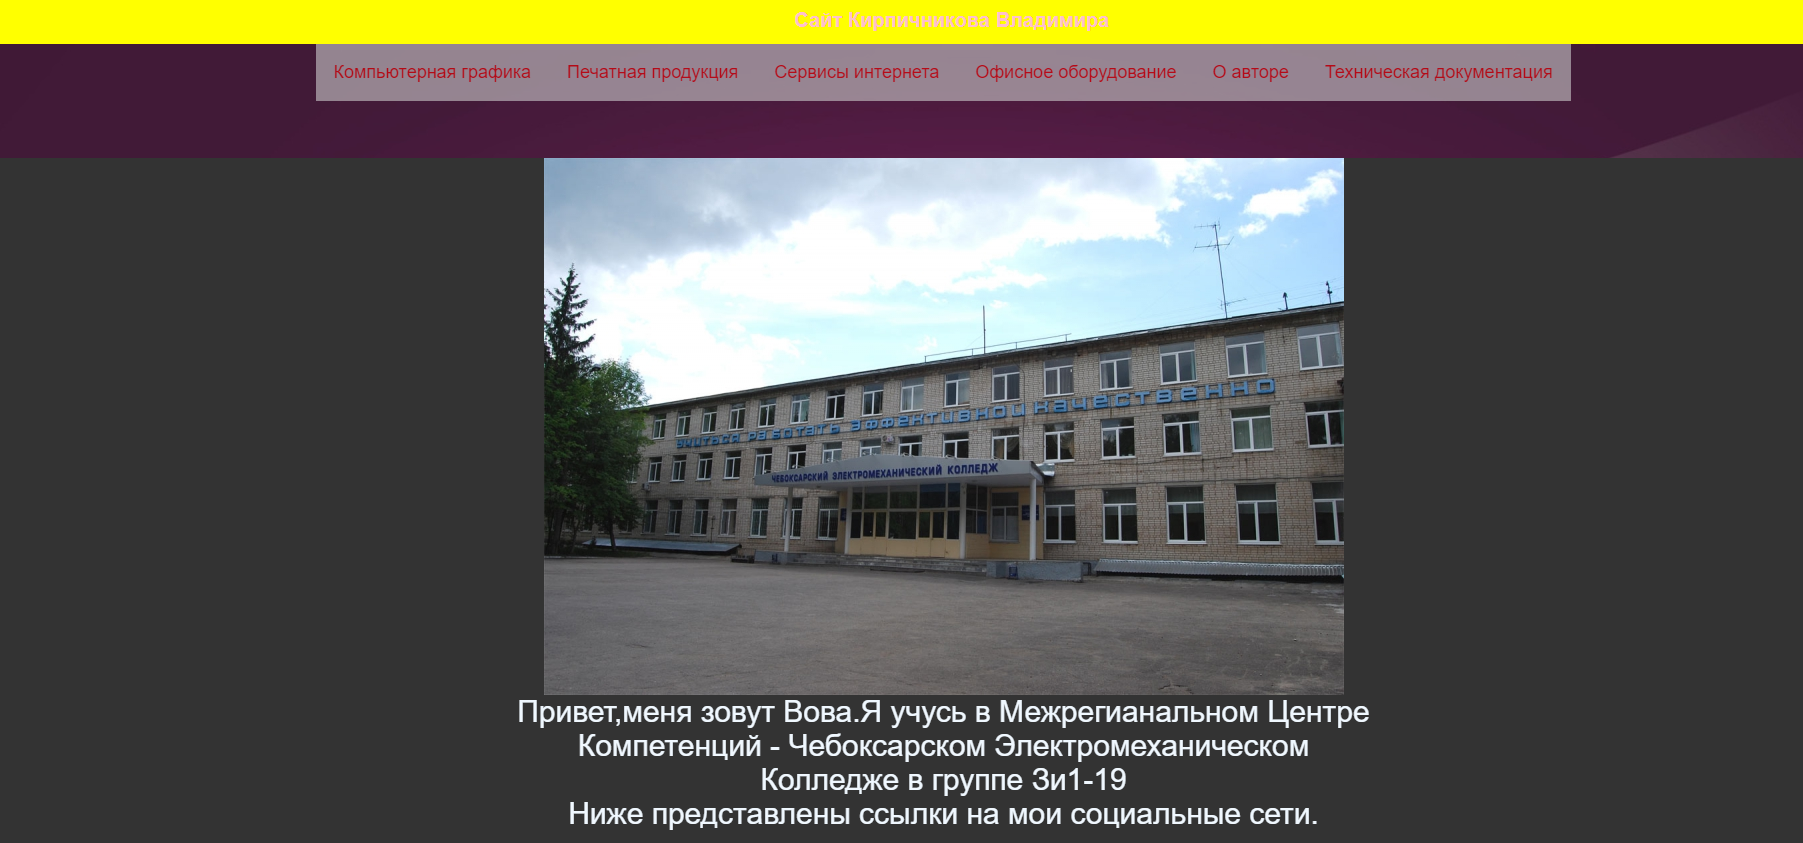 Сайт Кирпичникова Владимира
Компьютерная графика Печатная продукция Сервисы интернета Офисное оборудование О авторе Техническая документация
учиться работать эффективно и качественно
ЧЕБОКСАРСКИЙ ЭЛЕКТРОМЕХАНИЧЕСКИЙ КОЛЛЕДЖ
Привет,меня зовут Вова.Я учусь в Межрегианальном Центре
Компетенций - Чебоксарском Электромеханическом
Колледже в группе Зи1-19
Ниже представлены ссылки на мои социальные сети.